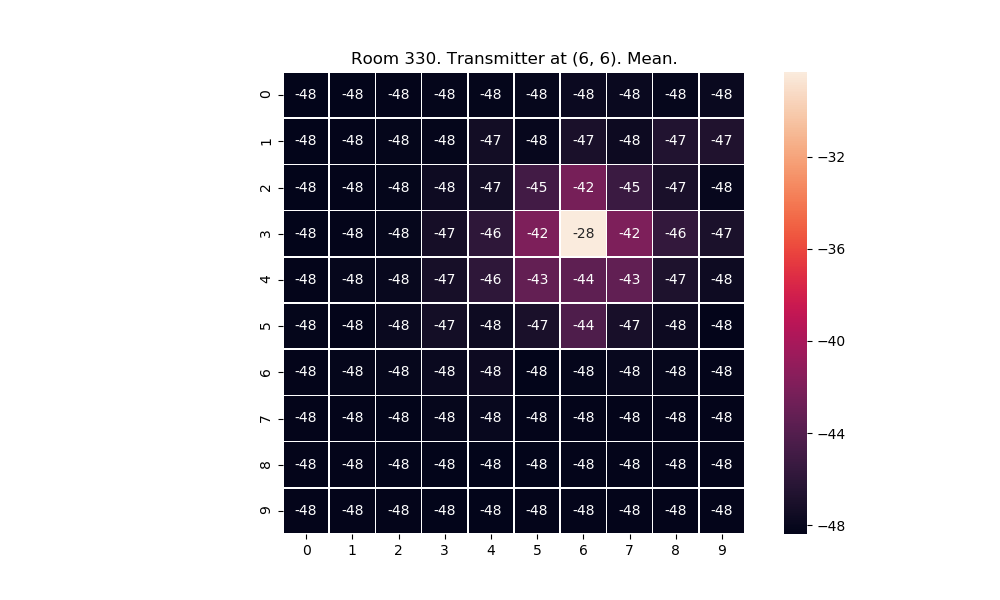 Room 330. Transmitter at (6, 6). Mean.
0 -48 -48 -48 -48 -48 -48 -48 -48 -48 -48
1 -48 -48 -48 -48 -47 -48 -47 -48 -47 -47
2 -48 -48 -48 -48 -47 -45 -42 -45 -47 -48
3 -48 -48 -48 -47 -46 -42 -28 -42 -46 -47
4 -48 -48 -48 -47 -46 -43 -44 -43 -47 -48
5 -48 -48 -48 -47 -48 -47 -44 -47 -48 -48
6 -48 -48 -48 -48 -48 -48 -48 -48 -48 -48
7 -48 -48 -48 -48 -48 -48 -48 -48 -48 -48
8 -48 -48 -48 -48 -48 -48 -48 -48 -48 -48
9 -48 -48 -48 -48 -48 -48 -48 -48 -48 -48
0 1 2 3 4 5 6 7 8 9
−32
−36
−40
−44
−48